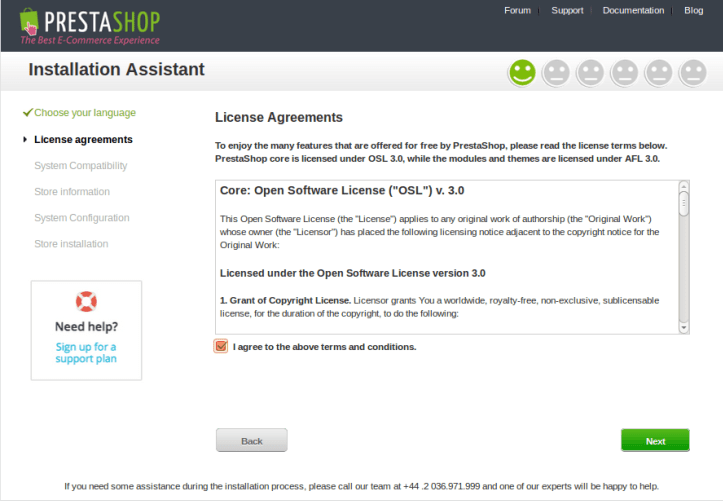 Forum | Support | Documentation | Blog
PRESTASHOP
The Best E-Commerce Experience
Installation Assistant
Choose your language
License agreements
System Compatibility
Store information
System Configuration
Store installation
Need help?
Sign up for a
support plan
License Agreements
To enjoy the many features that are offered for free by PrestaShop, please read the license terms below.
PrestaShop core is licensed under OSL 3.0, while the modules and themes are licensed under AFL 3.0.
Core: Open Software License ("OSL") v. 3.0
This Open Software License (the "License") applies to any original work of authorship (the "Original Work")
whose owner (the "Licensor") has placed the following licensing notice adjacent to the copyright notice for the
Original Work:
Licensed under the Open Software License version 3.0
1. Grant of Copyright License. Licensor grants You a worldwide, royalty-free, non-exclusive, sublicensable
license, for the duration of the copyright, to do the following:
I agree to the above terms and conditions.
Back
Next
If you need some assistance during the installation process, please call our team at +44 .2 036.971.999 and one of our experts will be happy to help.